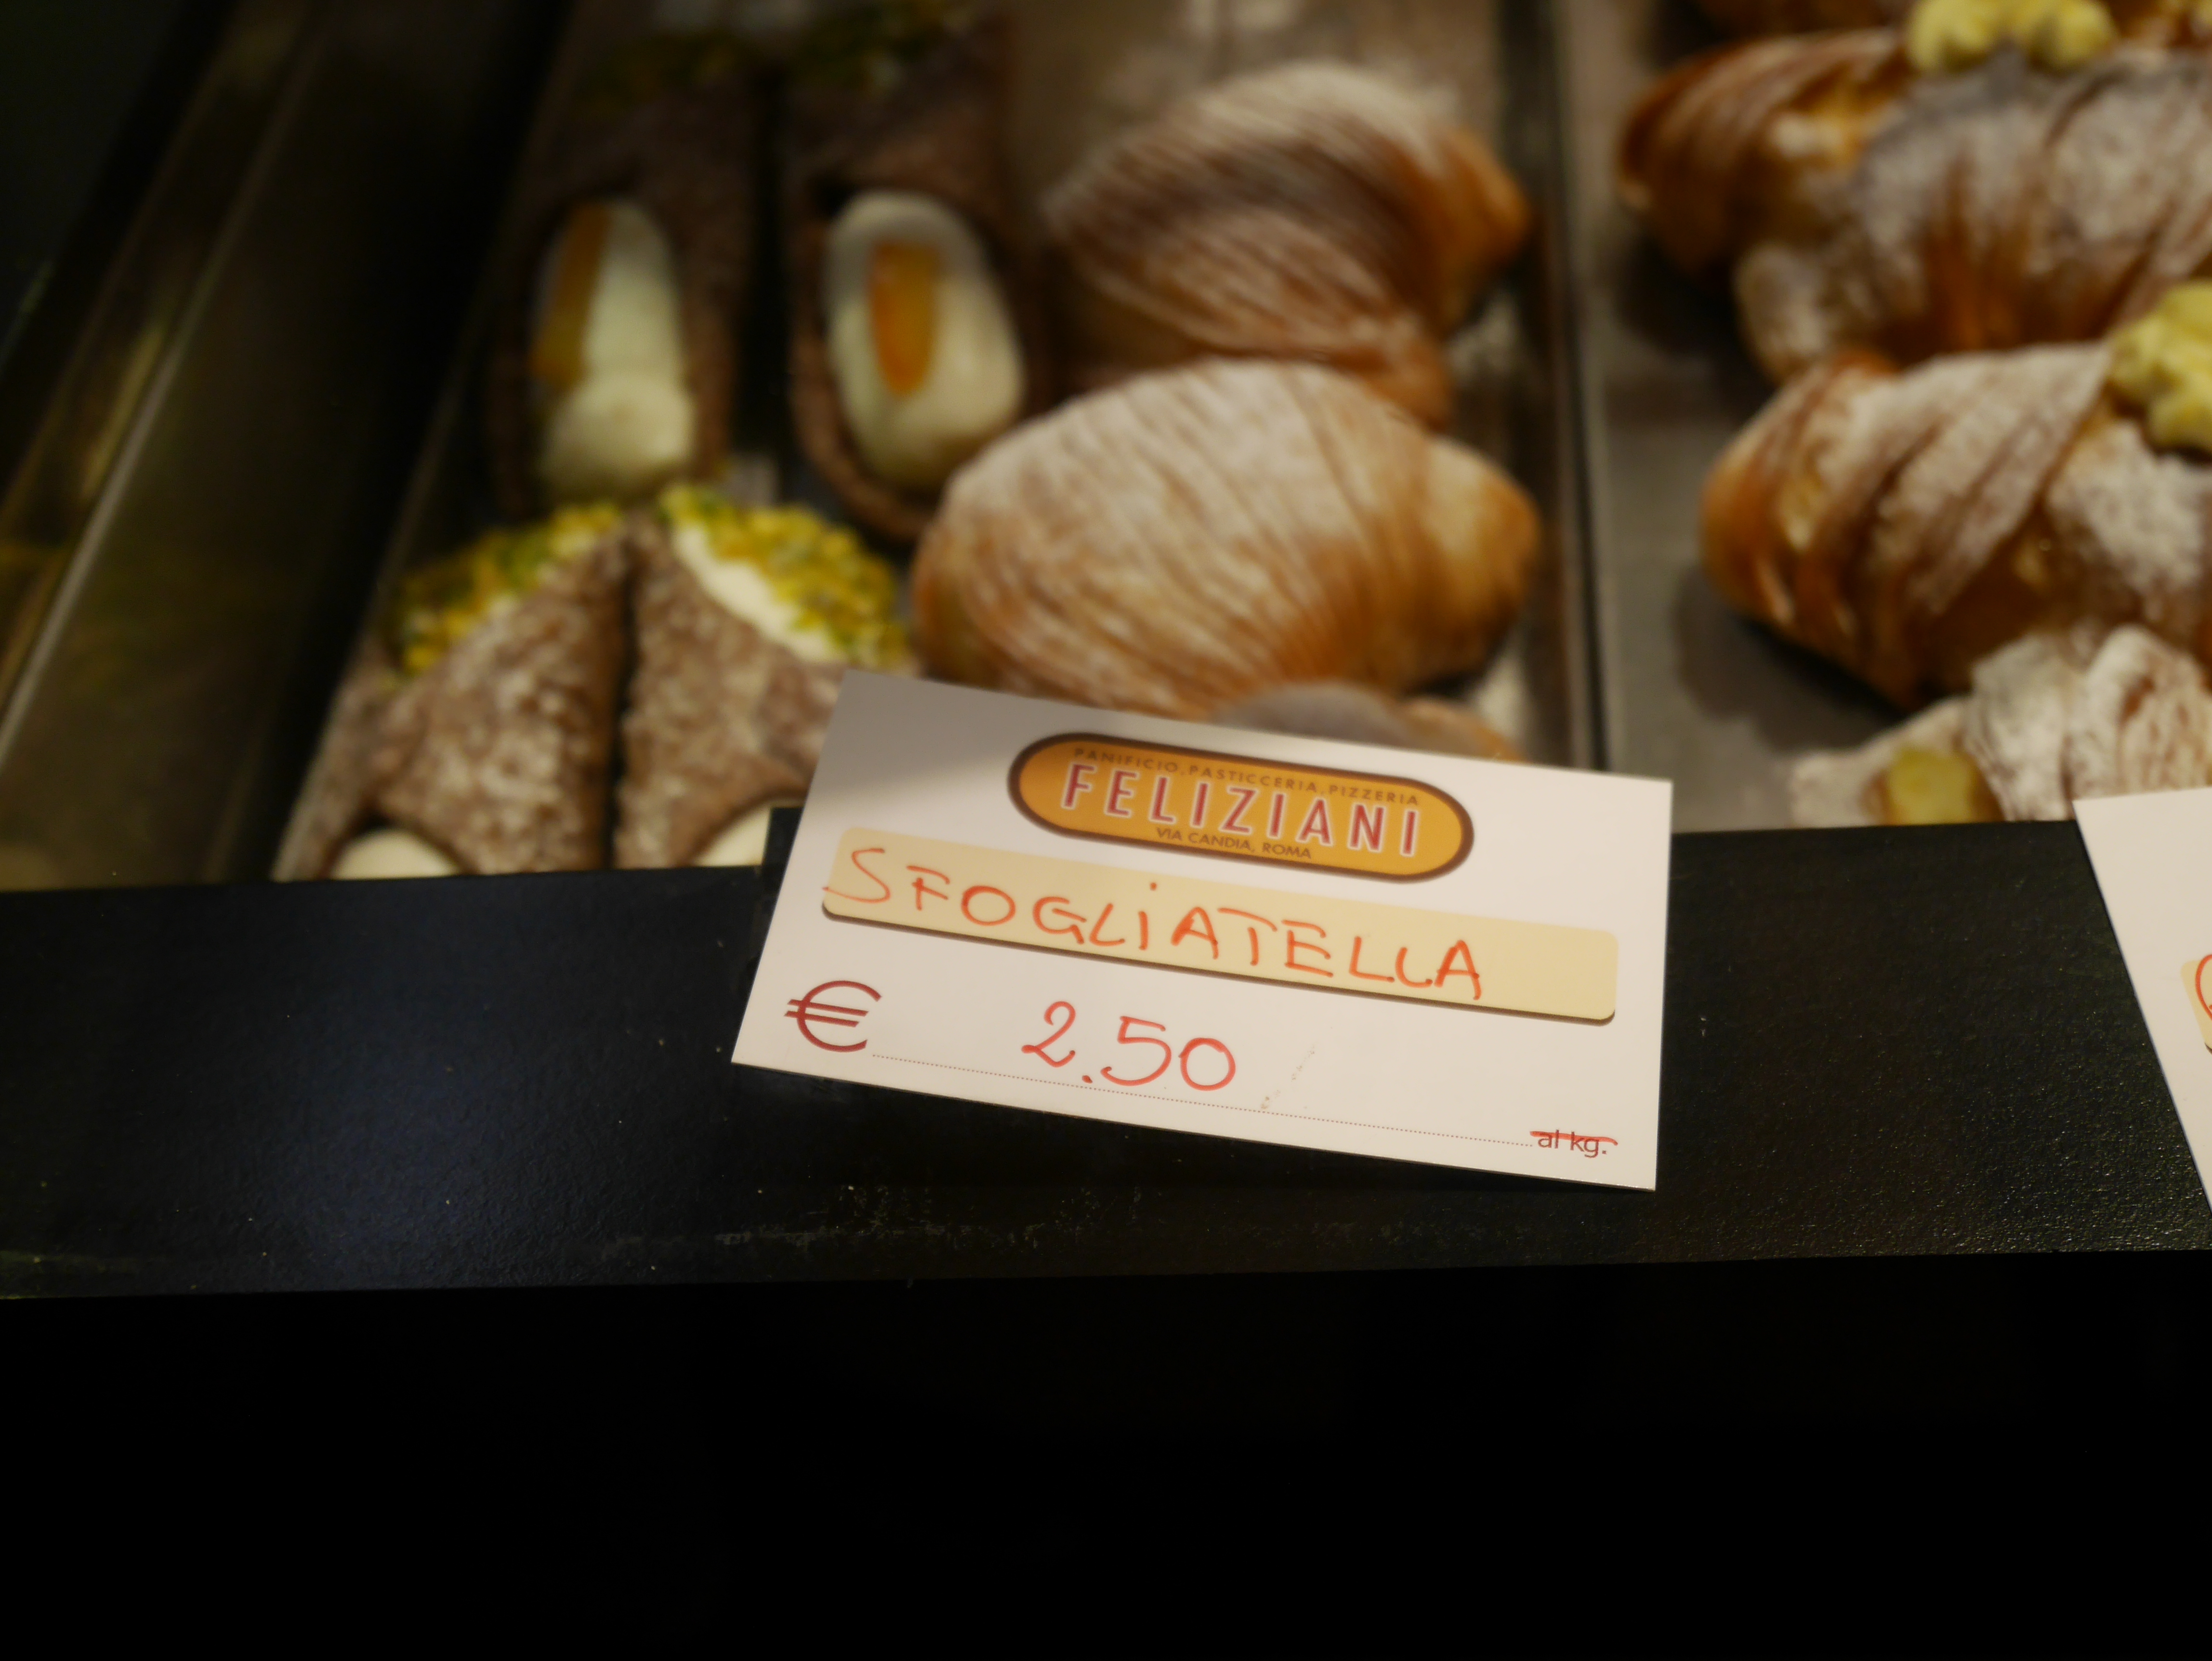 PANIFICIO, PASTICCERIA, PIZZERIA
FELIZIANI
VIA CANDIA, ROMA
SFOGLiATELLA
€ 2.50
al kg.